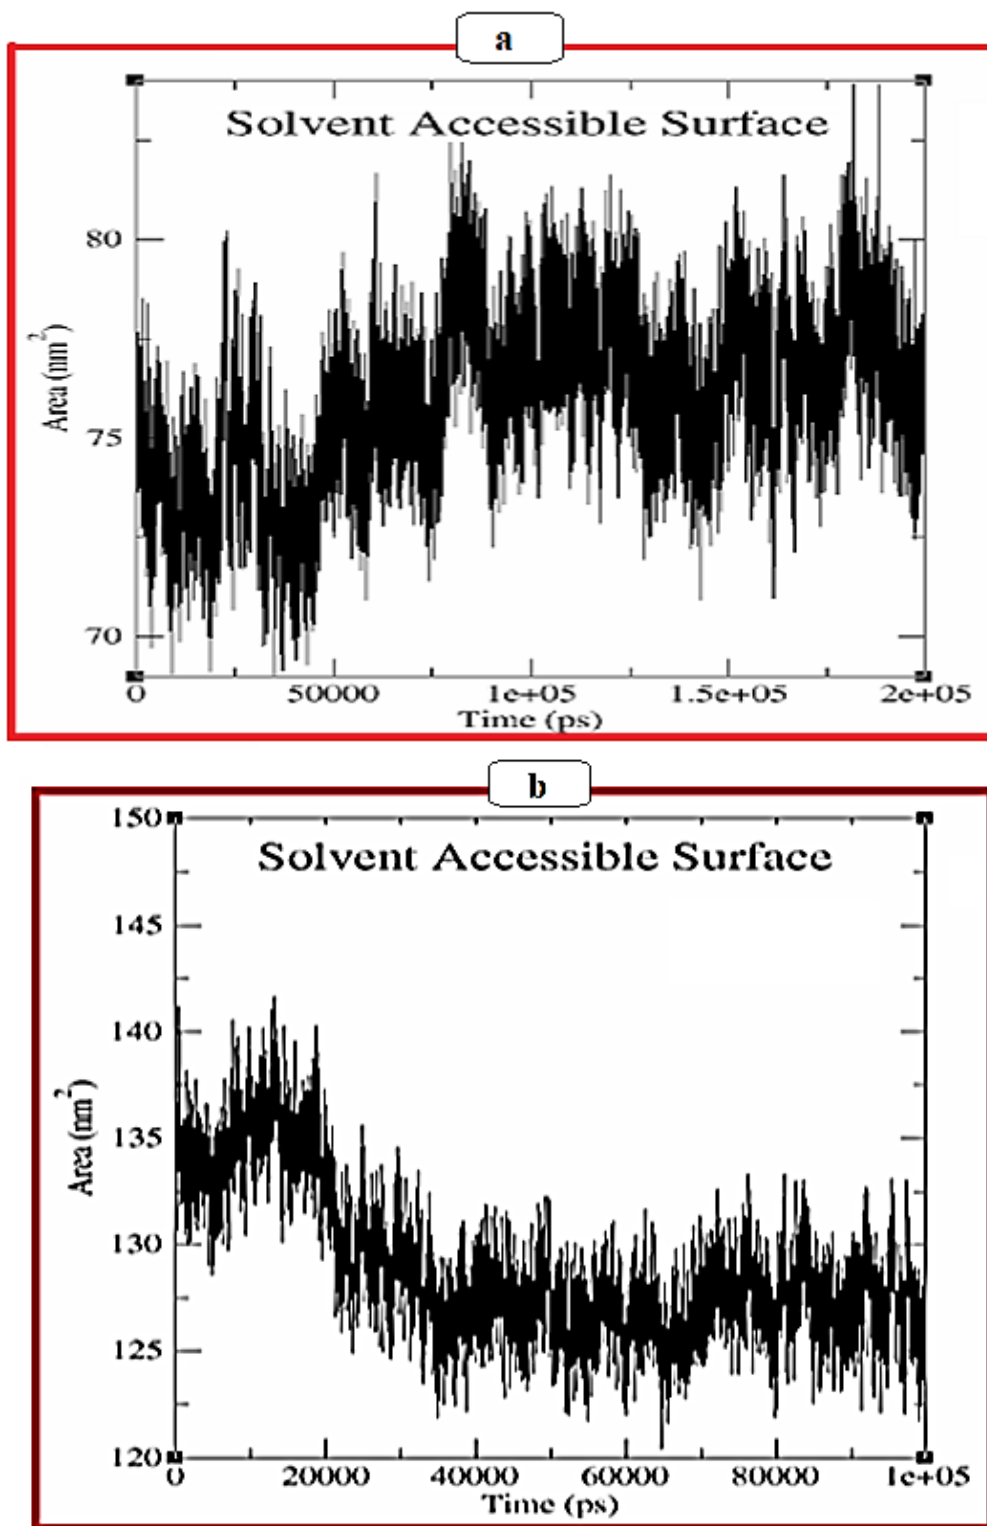 a
Solvent Accessible Surface
80
75
70
Area (nm²)
0 50000 1e+05 1.5e+05 2e+05
Time (ps)
b
Solvent Accessible Surface
150
145
140
135
130
125
120
Area (nm²)
0 20000 40000 60000 80000 1e+05
Time (ps)